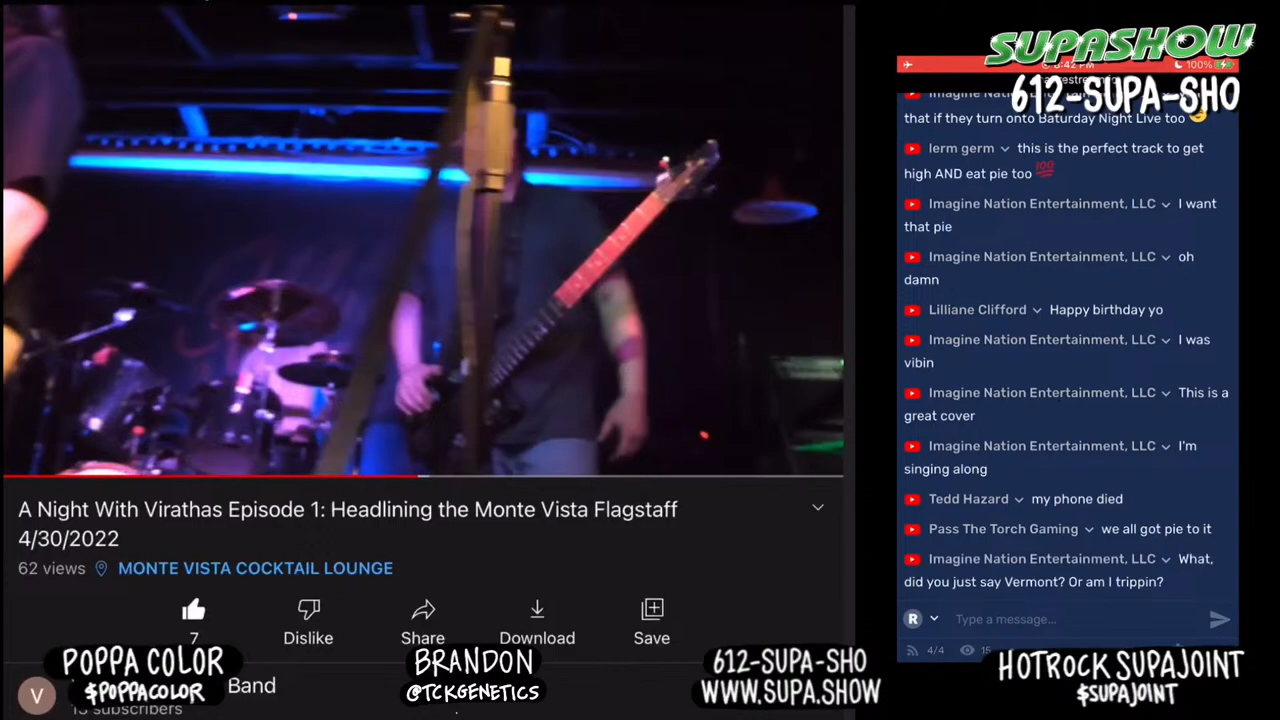 SUPASHOW
612-SUPA-SHO
100%
that if they turn onto Baturday Night Live too
lerm germ this is the perfect track to get
high AND eat pie too 100
Imagine Nation Entertainment, LLC I want
that pie
Imagine Nation Entertainment, LLC oh
damn
Lilliane Clifford Happy birthday yo
Imagine Nation Entertainment, LLC I was
vibin
Imagine Nation Entertainment, LLC This is a
great cover
Imagine Nation Entertainment, LLC I'm
singing along
Tedd Hazard my phone died
Pass The Torch Gaming we all got pie to it
Imagine Nation Entertainment, LLC What,
did you just say Vermont? Or am I trippin?
R Type a message...
4/4 15
A Night With Virathas Episode 1: Headlining the Monte Vista Flagstaff
4/30/2022
62 views MONTE VISTA COCKTAIL LOUNGE
7 Dislike Share Download Save
V Band
subscribers
POPPA COLOR
$POPPACOLOR
BRANDON
@TCKGENETICS
612-SUPA-SHO
WWW.SUPA.SHOW
HOTROCK SUPAJOINT
$SUPAJOINT